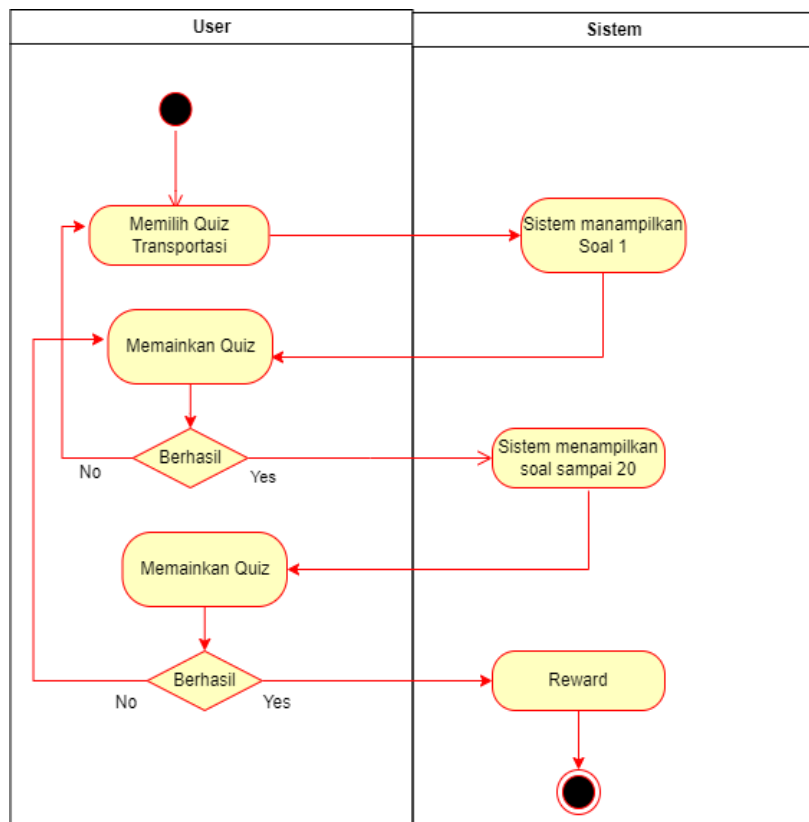 User
Sistem
Memilih Quiz
Transportasi
Sistem manampilkan
Soal 1
Memainkan Quiz
Berhasil
No
Yes
Sistem menampilkan
soal sampai 20
Memainkan Quiz
Berhasil
No
Yes
Reward